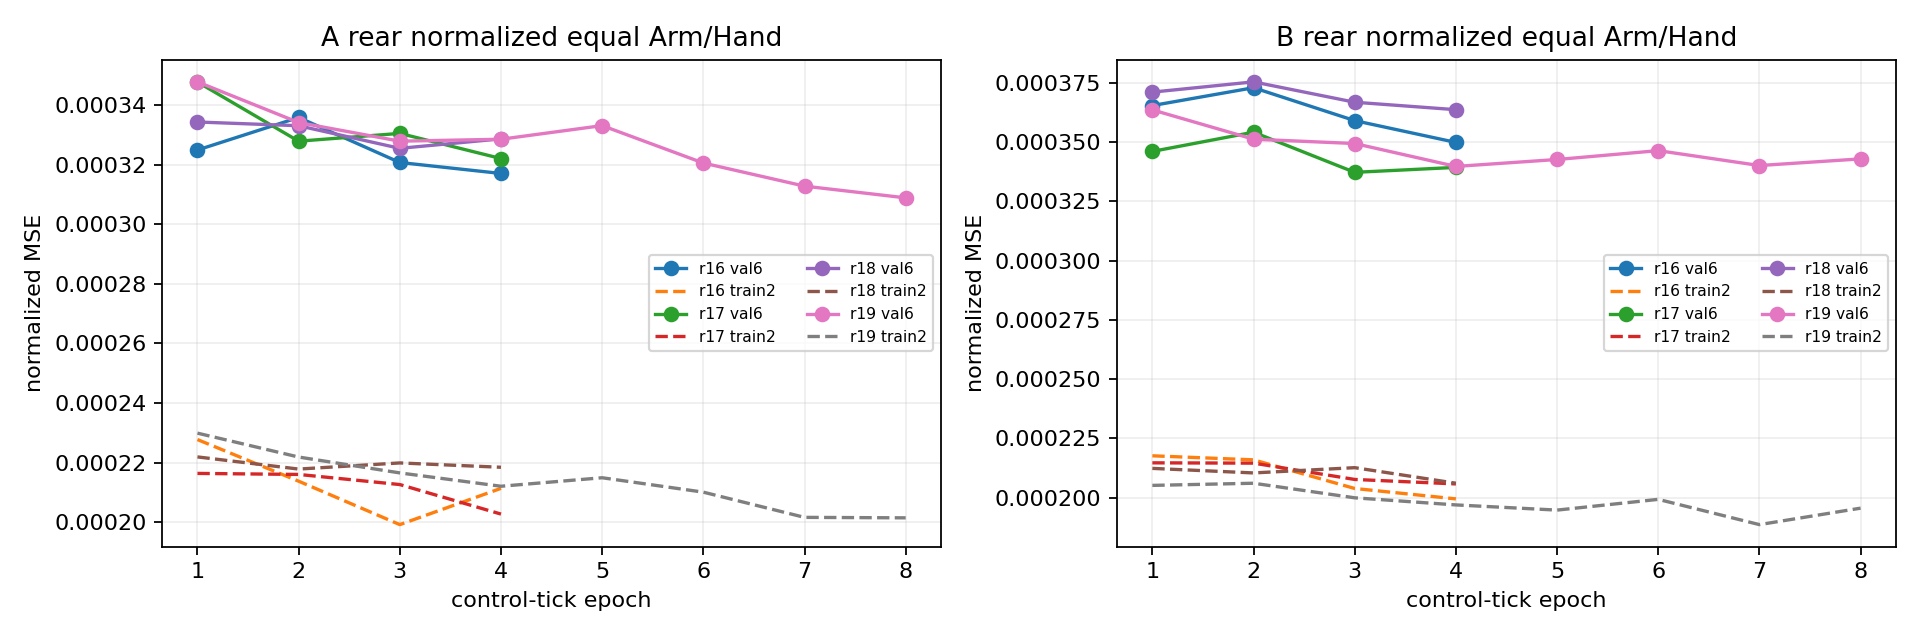 A rear normalized equal Arm/Hand
normalized MSE
0.00034
0.00032
0.00030
0.00028
0.00026
0.00024
0.00022
0.00020
r16 val6
r16 train2
r17 val6
r17 train2
r18 val6
r18 train2
r19 val6
r19 train2
1 2 3 4 5 6 7 8
control-tick epoch
B rear normalized equal Arm/Hand
normalized MSE
0.000375
0.000350
0.000325
0.000300
0.000275
0.000250
0.000225
0.000200
r16 val6
r16 train2
r17 val6
r17 train2
r18 val6
r18 train2
r19 val6
r19 train2
1 2 3 4 5 6 7 8
control-tick epoch